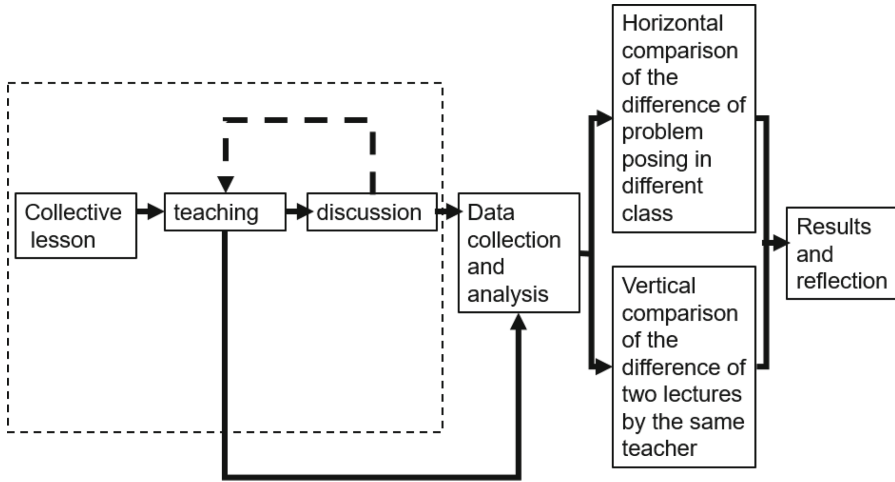 Collective
lesson
teaching
discussion
Data
collection
and
analysis
Horizontal
comparison
of the
difference of
problem
posing in
different
class
Vertical
comparison
of the
difference of
two lectures
by the same
teacher
Results
and
reflection